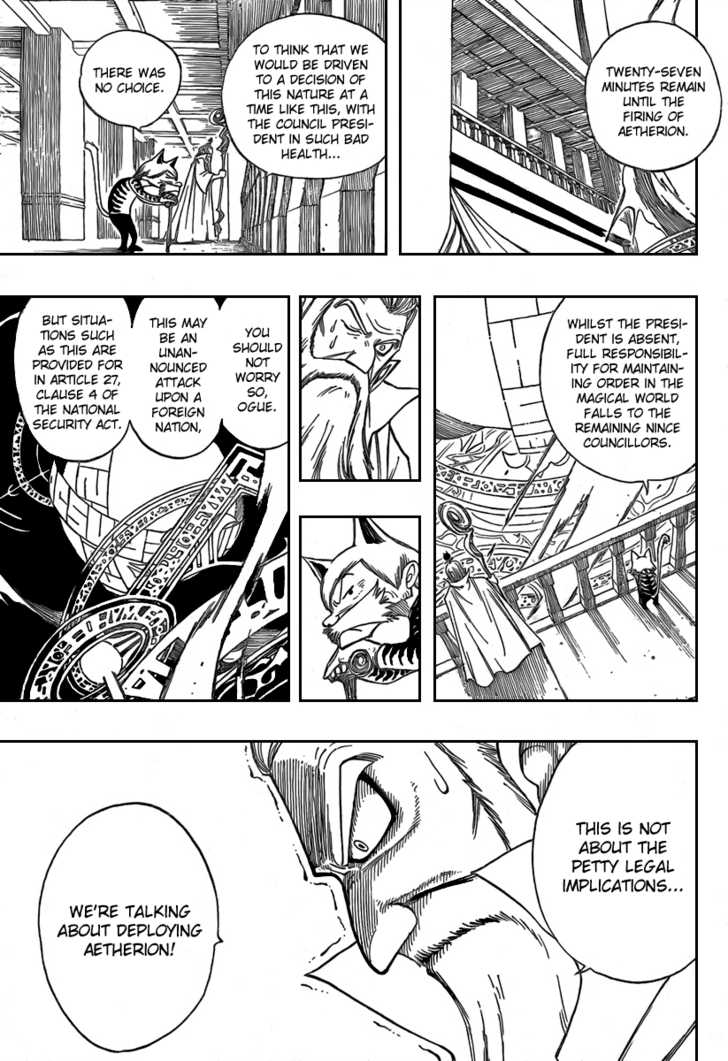 TWENTY-SEVEN
MINUTES REMAIN
UNTIL THE
FIRING OF
AETHERION.
TO THINK THAT WE
WOULD BE DRIVEN
TO A DECISION OF
THIS NATURE AT A
TIME LIKE THIS, WITH
THE COUNCIL PRESI-
DENT IN SUCH BAD
HEALTH...
THERE WAS
NO CHOICE.
WHILST THE PRESI-
DENT IS ABSENT,
FULL RESPONSIBIL-
ITY FOR MAINTAIN-
ING ORDER IN THE
MAGICAL WORLD
FALLS TO THE
REMAINING NINCE
COUNCILLORS.
YOU
SHOULD
NOT
WORRY
SO,
OGUE.
THIS MAY
BE AN
UNAN-
NOUNCED
ATTACK
UPON A
FOREIGN
NATION,
BUT SITUA-
TIONS SUCH
AS THIS ARE
PROVIDED FOR
IN ARTICLE 27,
CLAUSE 4 OF
THE NATIONAL
SECURITY ACT.
THIS IS NOT
ABOUT THE
PETTY LEGAL
IMPLICATIONS...
WE'RE TALKING
ABOUT DEPLOYING
AETHERION!